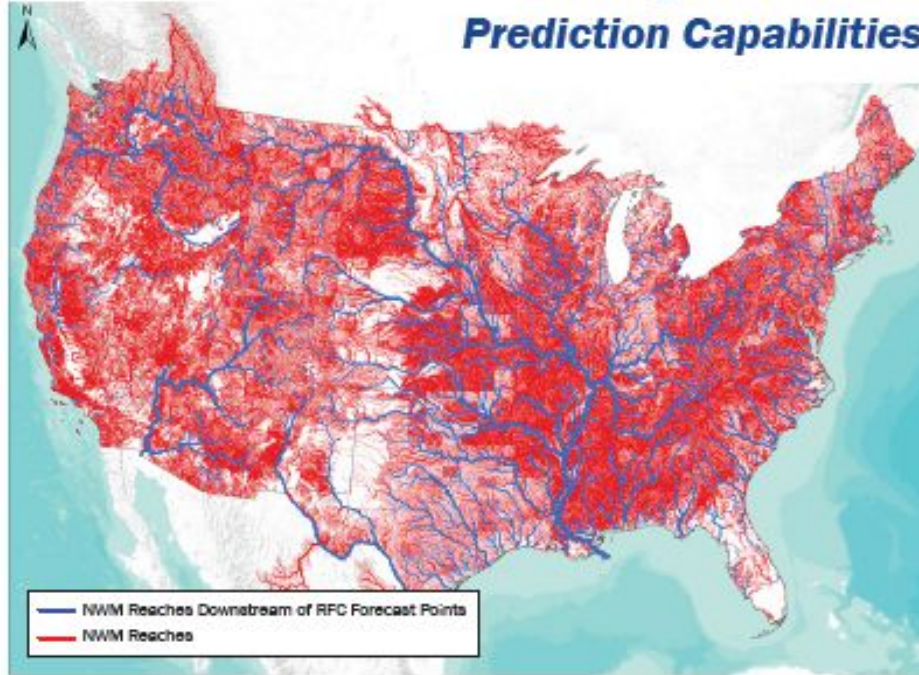 N
Prediction Capabilities
NWM Reaches Downstream of RFC Forecast Points
NWM Reaches